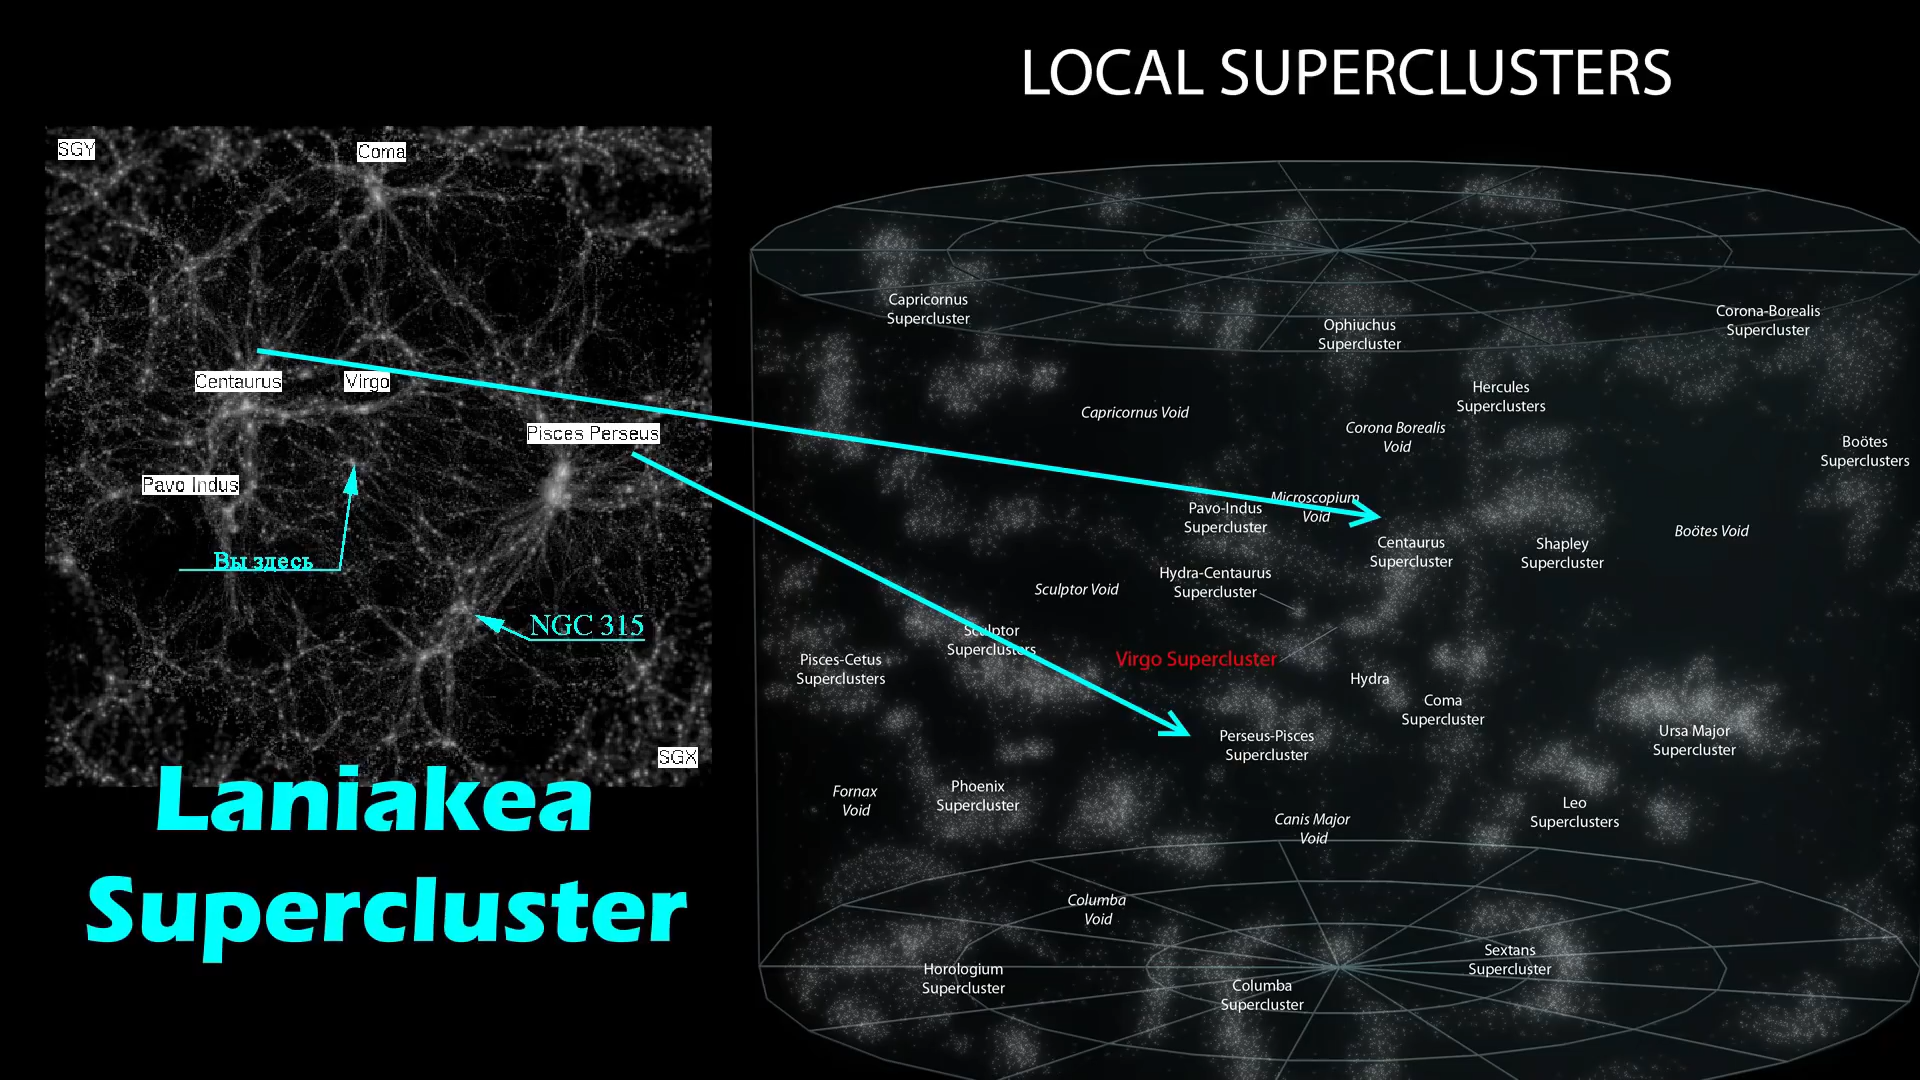 LOCAL SUPERCLUSTERS
SGY
Coma
Centaurus
Virgo
Pisces Perseus
Pavo Indus
Вы здесь
NGC 315
SGX
Laniakea
Supercluster
Capricornus
Supercluster
Ophiuchus
Supercluster
Corona-Borealis
Supercluster
Hercules
Superclusters
Capricornus Void
Corona Borealis
Void
Boötes
Superclusters
Microscopium
Void
Pavo-Indus
Supercluster
Boötes Void
Centaurus
Supercluster
Shapley
Supercluster
Hydra-Centaurus
Supercluster
Sculptor Void
Sculptor
Superclusters
Virgo Supercluster
Pisces-Cetus
Superclusters
Hydra
Coma
Supercluster
Perseus-Pisces
Supercluster
Ursa Major
Supercluster
Fornax
Void
Phoenix
Supercluster
Leo
Superclusters
Canis Major
Void
Columba
Void
Sextans
Supercluster
Horologium
Supercluster
Columba
Supercluster